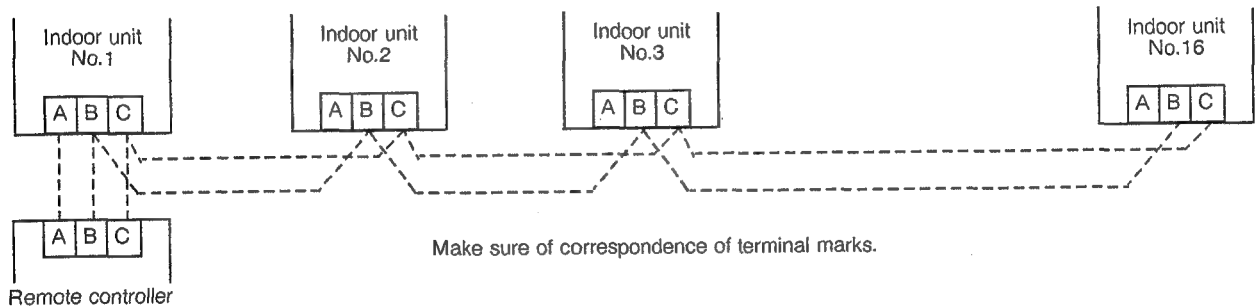 Indoor unit
No.1
Indoor unit
No.2
Indoor unit
No.3
Indoor unit
No.16
A B C
A B C
A B C
A B C
A B C
Make sure of correspondence of terminal marks.
Remote controller